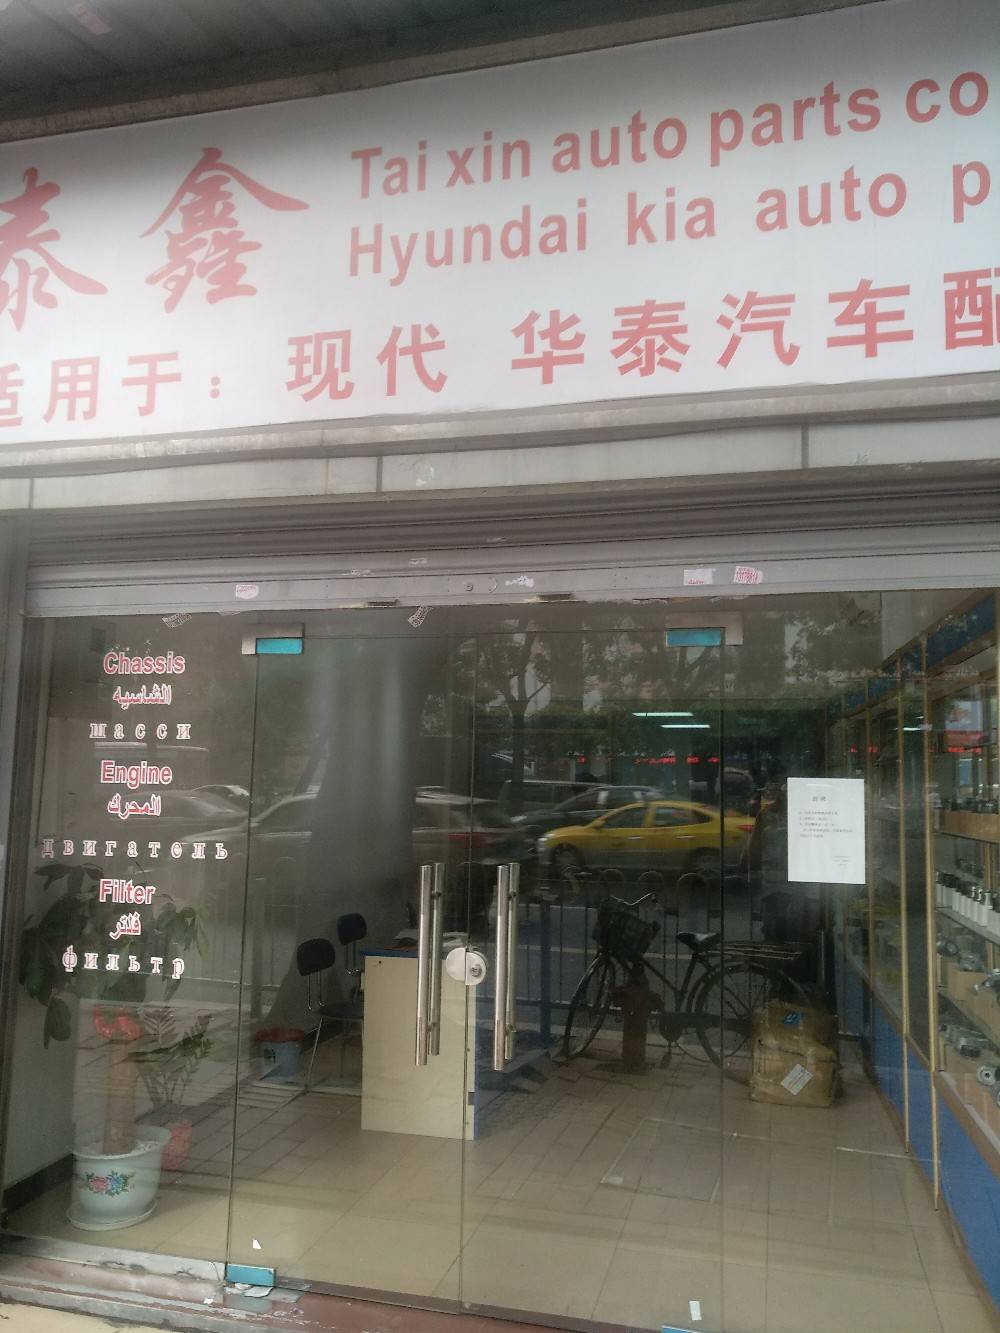 泰鑫
Tai xin auto parts co
Hyundai kia auto p
适用于：现代 华泰汽车配
Chassis
الشاسيه
шасси
Engine
المحرك
двигатель
Filter
فلتر
фильтр